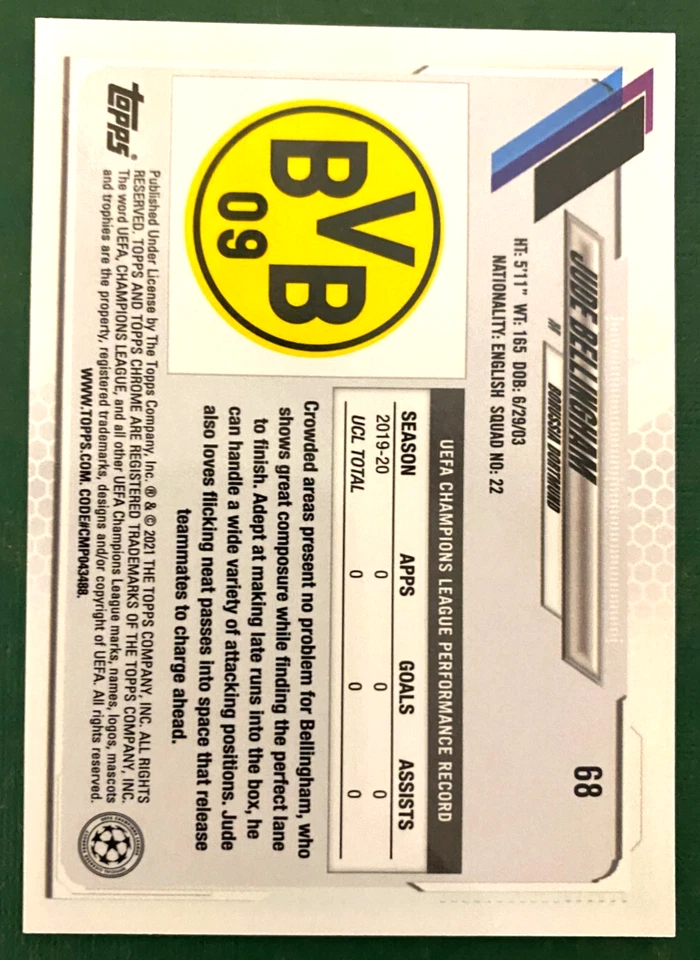 68
JUDE BELLINGHAM
BORUSSIA DORTMUND
HT: 5'11" WT: 165 DOB: 6/29/03
NATIONALITY: ENGLISH SQUAD NO: 22
BVB
09
UEFA CHAMPIONS LEAGUE PERFORMANCE RECORD
SEASON APPS GOALS ASSISTS
2019-20 0 0 0
UCL TOTAL 0 0 0
Crowded areas present no problem for Bellingham, who
shows great composure while finding the perfect lane
to finish. Adept at making late runs into the box, he
can handle a wide variety of attacking positions. Jude
also loves flicking neat passes into space that release
teammates to charge ahead.
topps®
Published Under License by The Topps Company, Inc. ® & © 2021 THE TOPPS COMPANY, INC. ALL RIGHTS
RESERVED. TOPPS AND TOPPS CHROME ARE REGISTERED TRADEMARKS OF THE TOPPS COMPANY, INC.
The word UEFA, CHAMPIONS LEAGUE, and all other UEFA Champions League marks, names, logos, mascots
and trophies are the property, registered trademarks, designs and/or copyright of UEFA. All rights reserved.
WWW.TOPPS.COM. CODE#CMP043488.